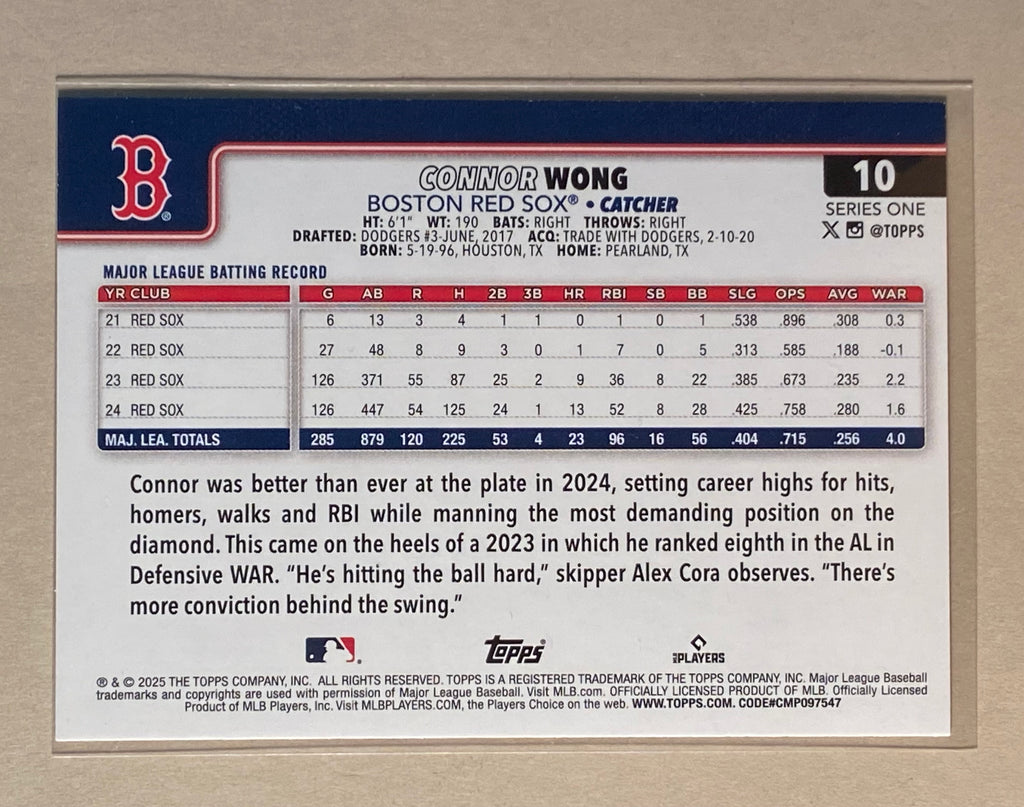 B
CONNOR WONG
10
BOSTON RED SOX® • CATCHER
SERIES ONE
HT: 6'1" WT: 190 BATS: RIGHT THROWS: RIGHT
@TOPPS
DRAFTED: DODGERS #3-JUNE, 2017 ACQ: TRADE WITH DODGERS, 2-10-20
BORN: 5-19-96, HOUSTON, TX HOME: PEARLAND, TX
MAJOR LEAGUE BATTING RECORD
YR CLUB G AB R H 2B 3B HR RBI SB BB SLG OPS AVG WAR
21 RED SOX 6 13 3 4 1 1 0 1 0 1 .538 .896 .308 0.3
22 RED SOX 27 48 8 9 3 0 1 7 0 5 .313 .585 .188 -0.1
23 RED SOX 126 371 55 87 25 2 9 36 8 22 .385 .673 .235 2.2
24 RED SOX 126 447 54 125 24 1 13 52 8 28 .425 .758 .280 1.6
MAJ. LEA. TOTALS 285 879 120 225 53 4 23 96 16 56 .404 .715 .256 4.0
Connor was better than ever at the plate in 2024, setting career highs for hits,
homers, walks and RBI while manning the most demanding position on the
diamond. This came on the heels of a 2023 in which he ranked eighth in the AL in
Defensive WAR. “He’s hitting the ball hard,” skipper Alex Cora observes. “There’s
more conviction behind the swing.”
Topps®
MLB PLAYERS
® & © 2025 THE TOPPS COMPANY, INC. ALL RIGHTS RESERVED. TOPPS IS A REGISTERED TRADEMARK OF THE TOPPS COMPANY, INC. Major League Baseball
trademarks and copyrights are used with permission of Major League Baseball. Visit MLB.com. OFFICIALLY LICENSED PRODUCT OF MLB. Officially Licensed
Product of MLB Players, Inc. Visit MLBPLAYERS.COM, the Players Choice on the web. WWW.TOPPS.COM. CODE#CMP097547